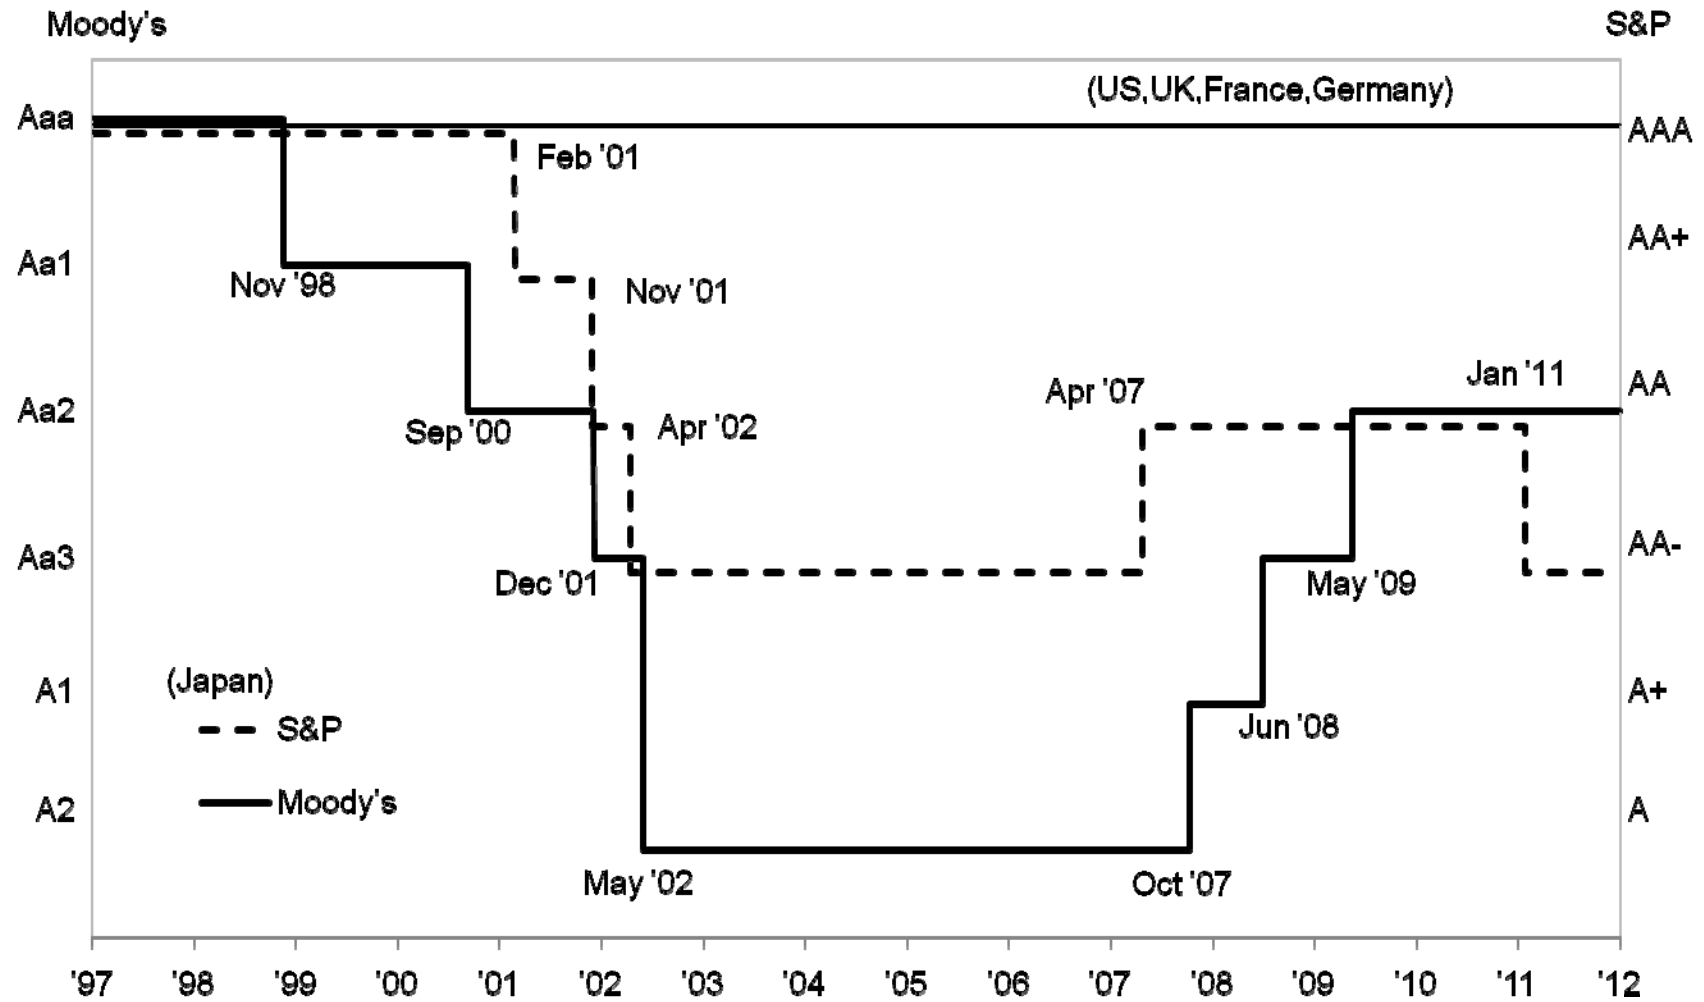 Moody's
S&P
(US,UK,France,Germany)
Aaa
AAA
Feb '01
AA+
Aa1
Nov '98
Nov '01
Jan '11
AA
Apr '07
Aa2
Sep '00
Apr '02
Aa3
AA-
Dec '01
May '09
(Japan)
A1
A+
S&P
Jun '08
Moody's
A2
A
May '02
Oct '07
'97 '98 '99 '00 '01 '02 '03 '04 '05 '06 '07 '08 '09 '10 '11 '12